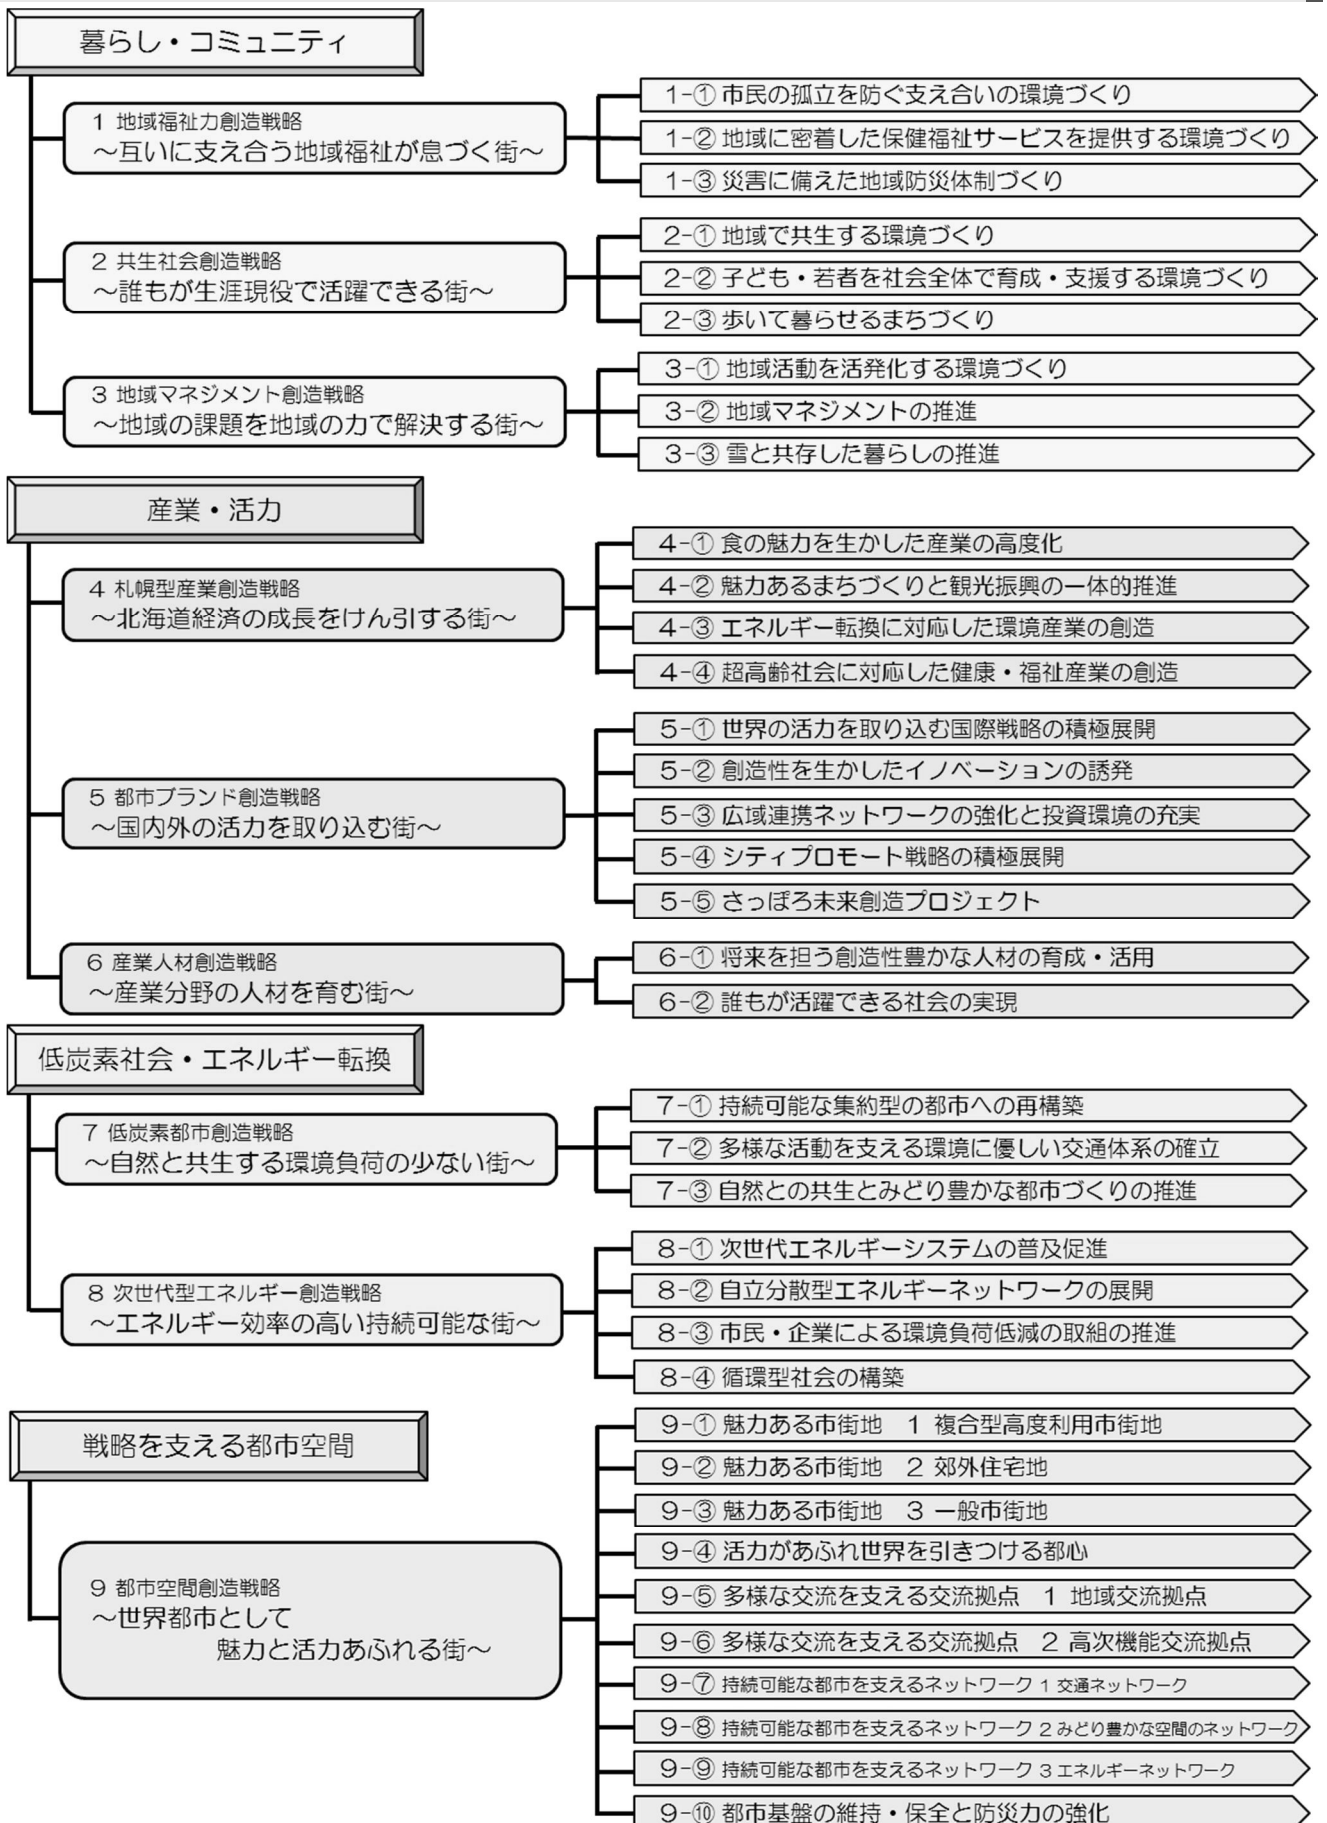 暮らし・コミュニティ
1 地域福祉力創造戦略
～互いに支え合う地域福祉が息づく街～
1-① 市民の孤立を防ぐ支え合いの環境づくり
1-② 地域に密着した保健福祉サービスを提供する環境づくり
1-③ 災害に備えた地域防災体制づくり
2 共生社会創造戦略
～誰もが生涯現役で活躍できる街～
2-① 地域で共生する環境づくり
2-② 子ども・若者を社会全体で育成・支援する環境づくり
2-③ 歩いて暮らせるまちづくり
3 地域マネジメント創造戦略
～地域の課題を地域の力で解決する街～
3-① 地域活動を活発化する環境づくり
3-② 地域マネジメントの推進
3-③ 雪と共存した暮らしの推進
産業・活力
4 札幌型産業創造戦略
～北海道経済の成長をけん引する街～
4-① 食の魅力を生かした産業の高度化
4-② 魅力あるまちづくりと観光振興の一体的推進
4-③ エネルギー転換に対応した環境産業の創造
4-④ 超高齢社会に対応した健康・福祉産業の創造
5 都市ブランド創造戦略
～国内外の活力を取り込む街～
5-① 世界の活力を取り込む国際戦略の積極展開
5-② 創造性を生かしたイノベーションの誘発
5-③ 広域連携ネットワークの強化と投資環境の充実
5-④ シティプロモート戦略の積極展開
5-⑤ さっぽろ未来創造プロジェクト
6 産業人材創造戦略
～産業分野の人材を育む街～
6-① 将来を担う創造性豊かな人材の育成・活用
6-② 誰もが活躍できる社会の実現
低炭素社会・エネルギー転換
7 低炭素都市創造戦略
～自然と共生する環境負荷の少ない街～
7-① 持続可能な集約型の都市への再構築
7-② 多様な活動を支える環境に優しい交通体系の確立
7-③ 自然との共生とみどり豊かな都市づくりの推進
8 次世代型エネルギー創造戦略
～エネルギー効率の高い持続可能な街～
8-① 次世代エネルギーシステムの普及促進
8-② 自立分散型エネルギーネットワークの展開
8-③ 市民・企業による環境負荷低減の取組の推進
8-④ 循環型社会の構築
戦略を支える都市空間
9 都市空間創造戦略
～世界都市として
魅力と活力あふれる街～
9-① 魅力ある市街地 1 複合型高度利用市街地
9-② 魅力ある市街地 2 郊外住宅地
9-③ 魅力ある市街地 3 一般市街地
9-④ 活力があふれ世界を引きつける都心
9-⑤ 多様な交流を支える交流拠点 1 地域交流拠点
9-⑥ 多様な交流を支える交流拠点 2 高次機能交流拠点
9-⑦ 持続可能な都市を支えるネットワーク 1 交通ネットワーク
9-⑧ 持続可能な都市を支えるネットワーク 2 みどり豊かな空間のネットワーク
9-⑨ 持続可能な都市を支えるネットワーク 3 エネルギーネットワーク
9-⑩ 都市基盤の維持・保全と防災力の強化